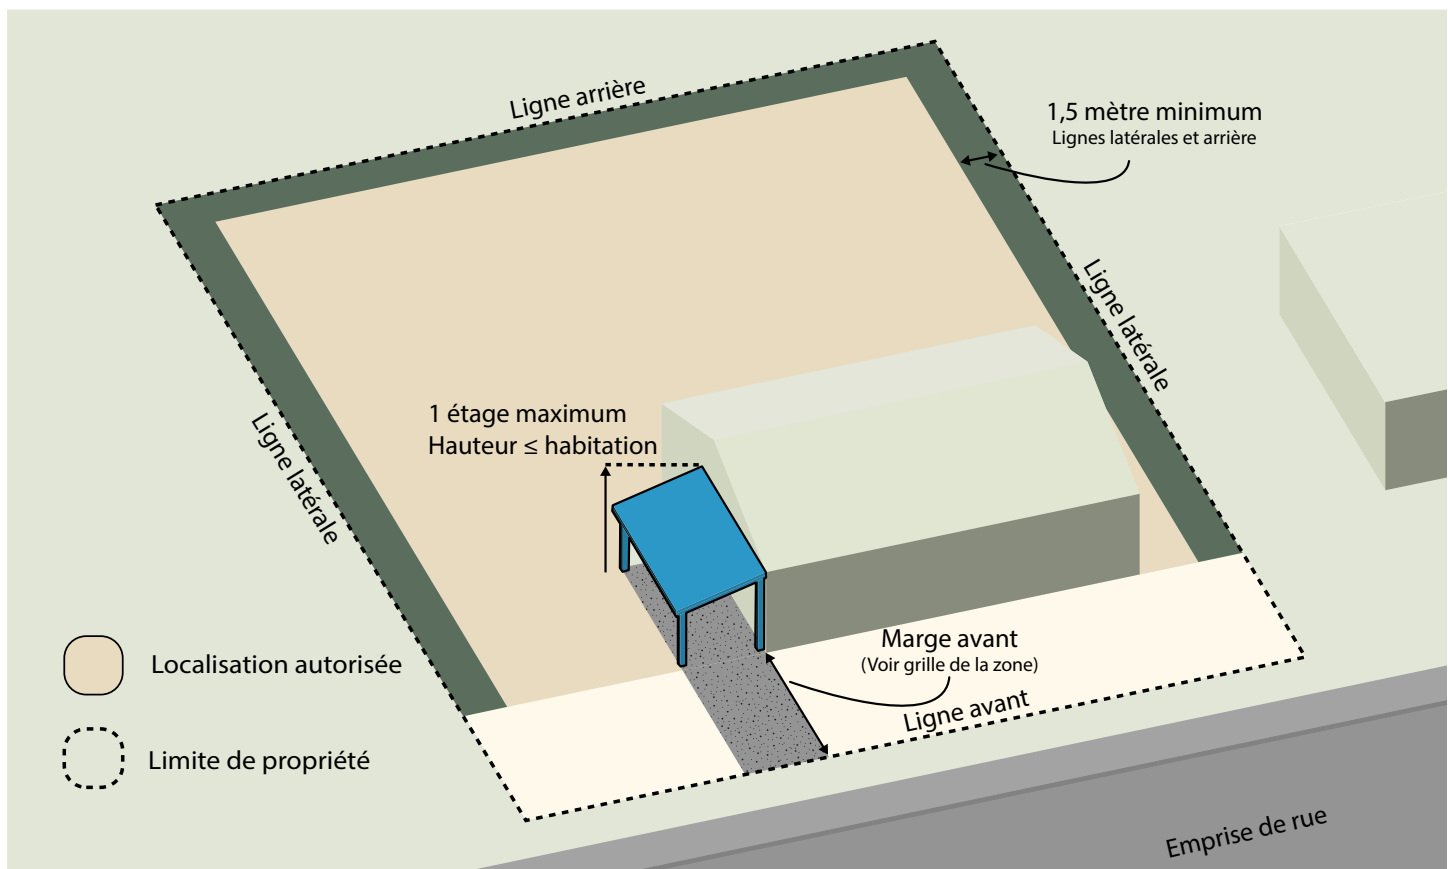 Ligne arrière
1,5 mètre minimum
Lignes latérales et arrière
Ligne latérale
1 étage maximum
Hauteur ≤ habitation
Ligne latérale
Marge avant
(Voir grille de la zone)
Localisation autorisée
Ligne avant
Limite de propriété
Emprise de rue